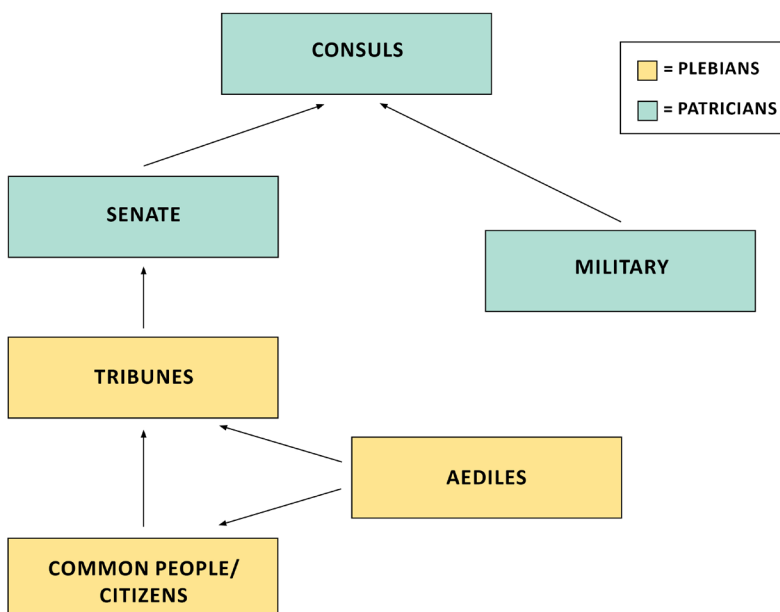 CONSULS
= PLEBIANS
= PATRICIANS
SENATE
MILITARY
TRIBUNES
AEDILES
COMMON PEOPLE/
CITIZENS